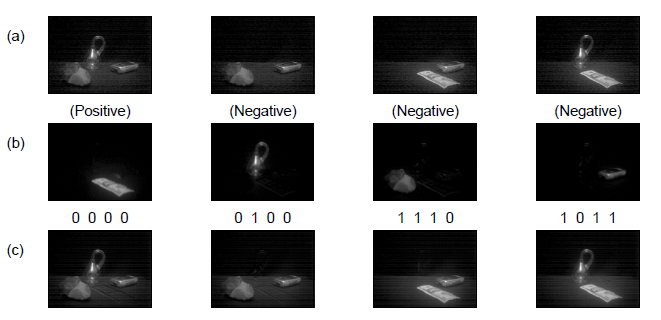 (a)
(Positive) (Negative) (Negative) (Negative)
(b)
0 0 0 0 0 1 0 0 1 1 1 0 1 0 1 1
(c)